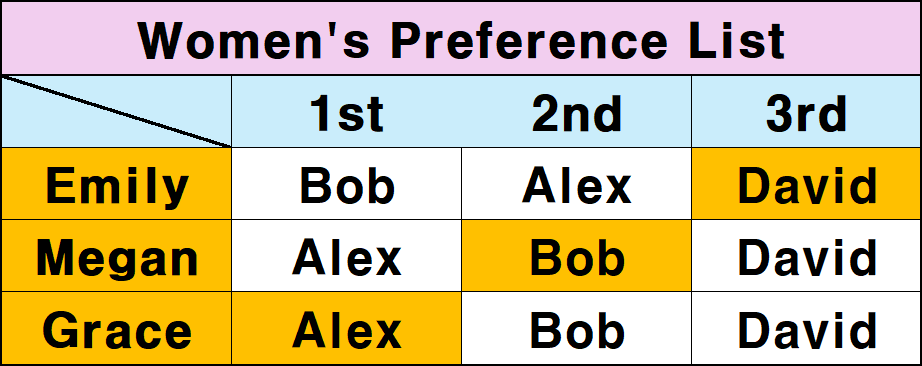 Women's Preference List
1st 2nd 3rd
Emily Bob Alex David
Megan Alex Bob David
Grace Alex Bob David